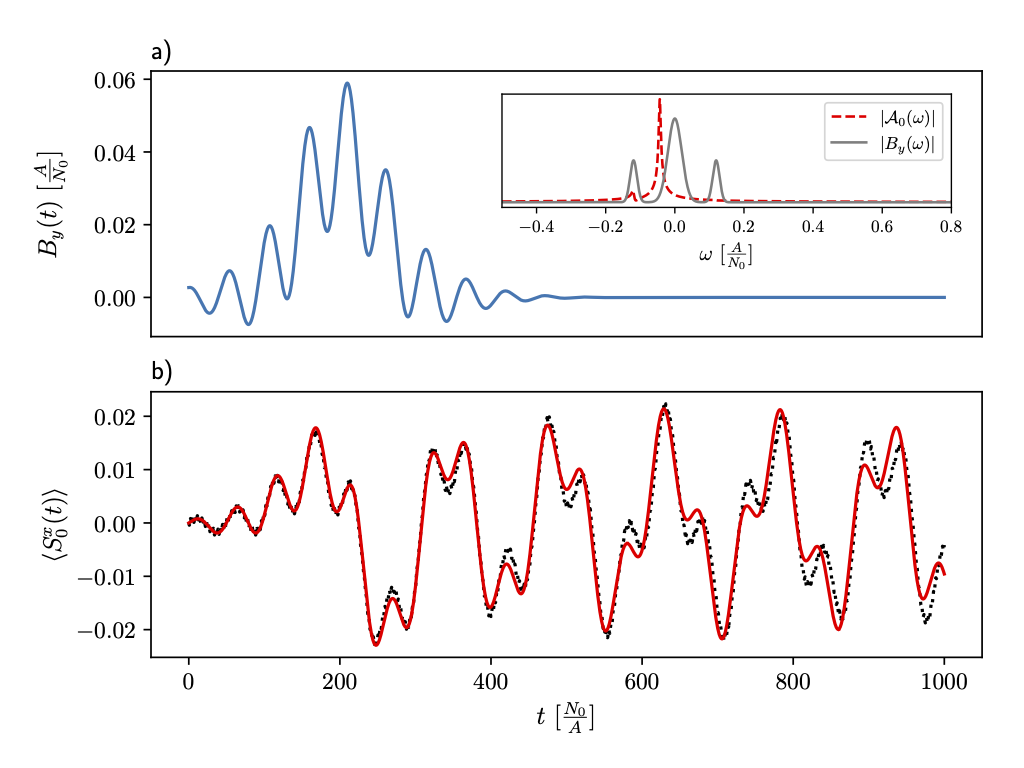 a)
0.06
0.04
0.02
0.00
B_y(t) [A/N_0]
|𝒜_0(ω)|
|B_y(ω)|
−0.4 −0.2 0.0 0.2 0.4 0.6 0.8
ω [A/N_0]
b)
0.02
0.01
0.00
−0.01
−0.02
⟨S_0^x(t)⟩
0 200 400 600 800 1000
t [N_0/A]